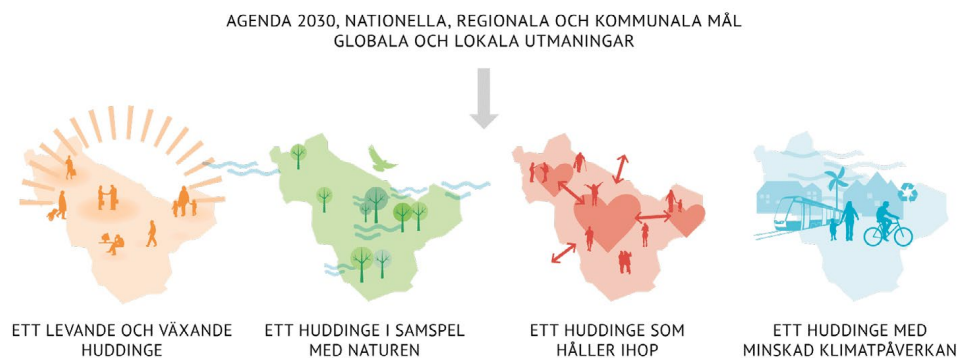 AGENDA 2030, NATIONELLA, REGIONALA OCH KOMMUNALA MÅL
GLOBALA OCH LOKALA UTMANINGAR
ETT LEVANDE OCH VÄXANDE
HUDDINGE
ETT HUDDINGE I SAMSPEL
MED NATUREN
ETT HUDDINGE SOM
HÅLLER IHOP
ETT HUDDINGE MED
MINSKAD KLIMATPÅVERKAN